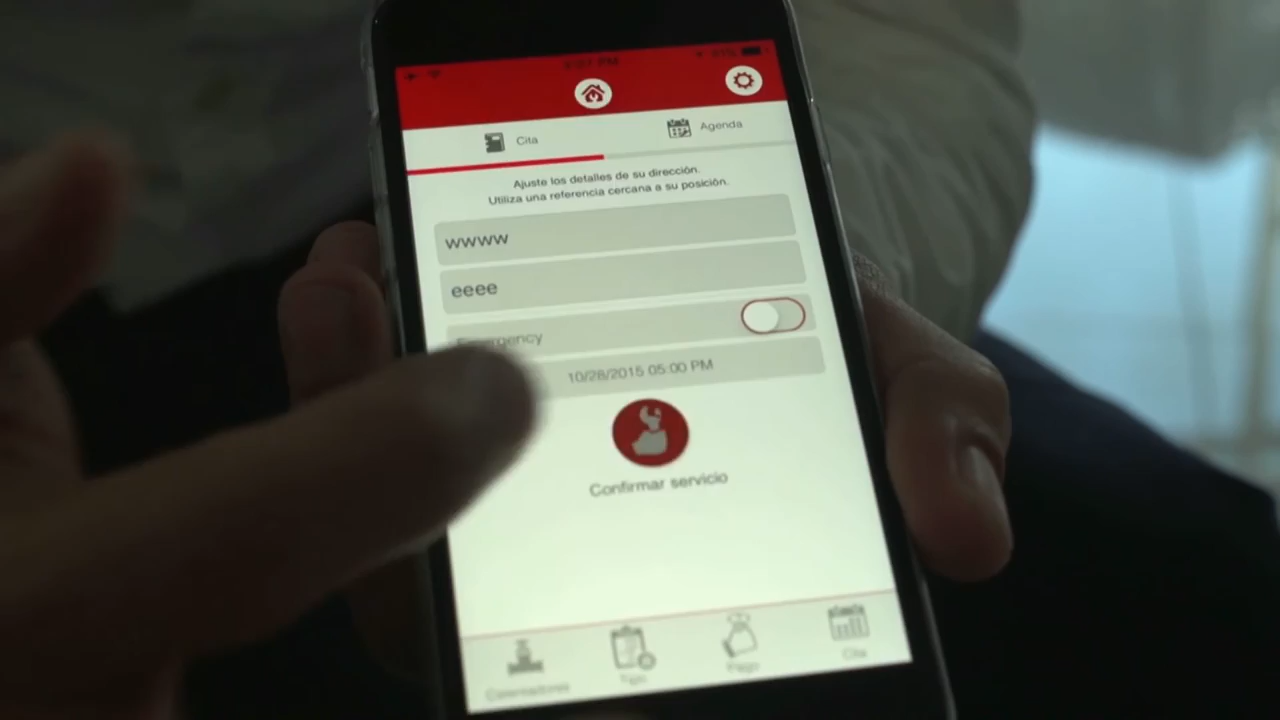 Cita
Agenda
Ajuste los detalles de su dirección.
Utiliza una referencia cercana a su posición.
wwww
eeee
Emergency
10/28/2015 05:00 PM
Confirmar servicio
Pago
Cita